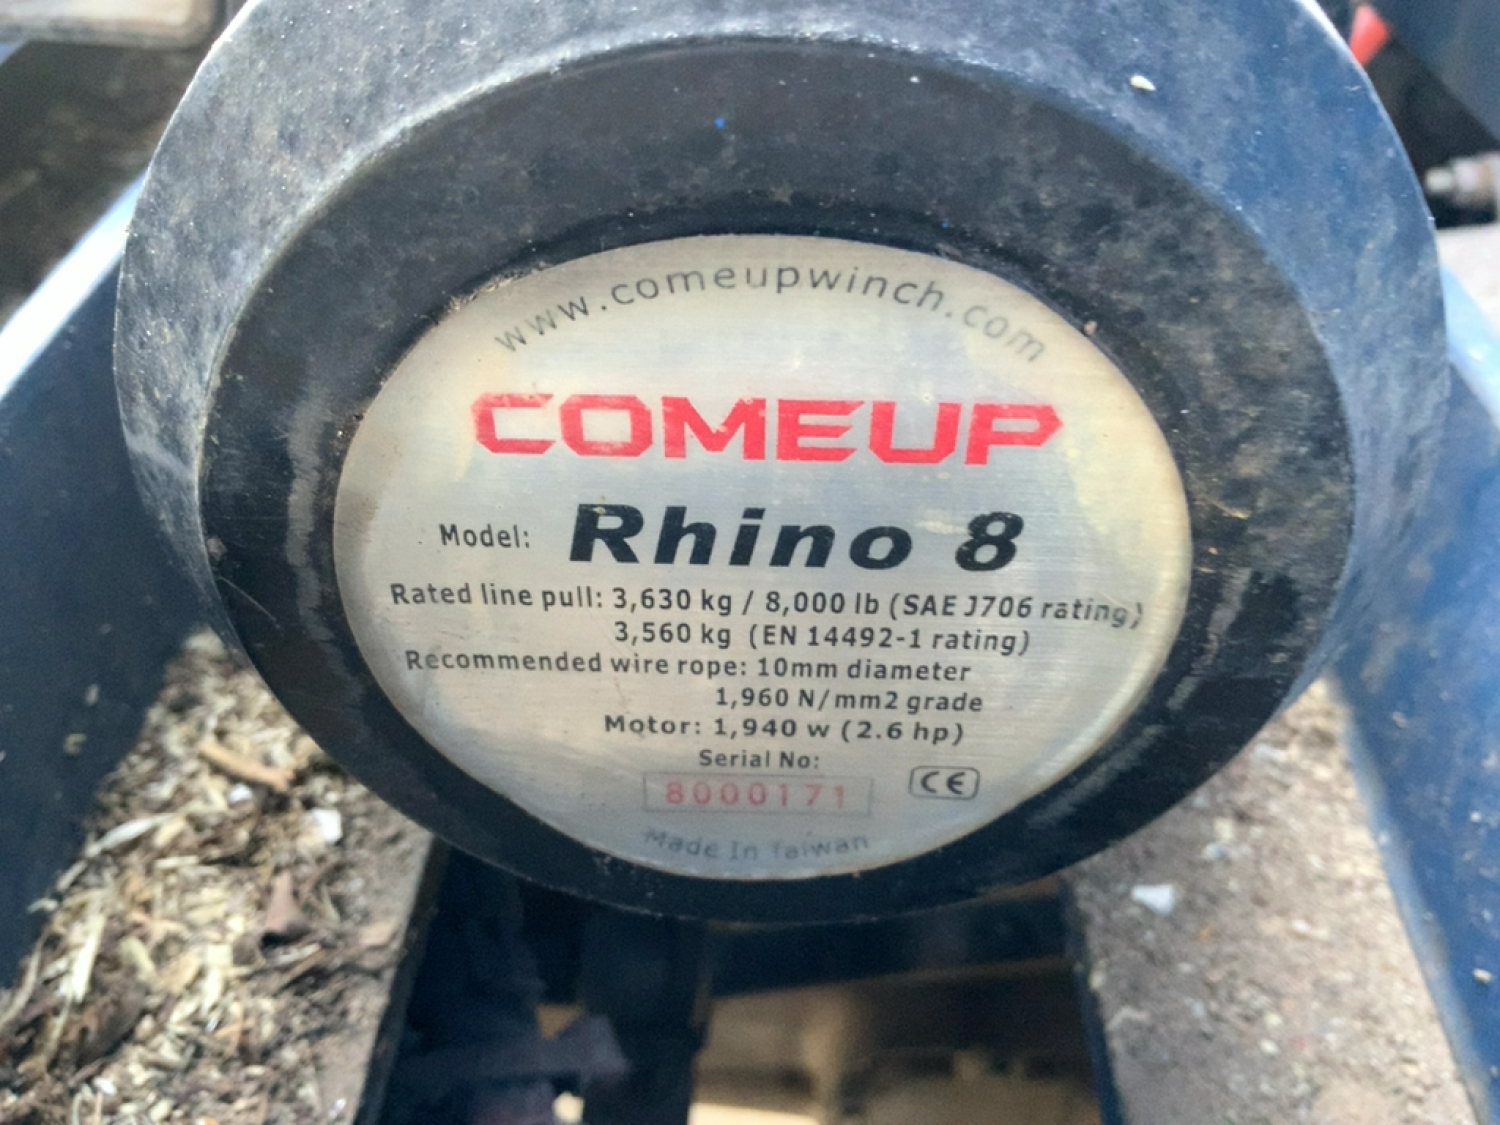 www.comeupwinch.com
COMEUP
Model: Rhino 8
Rated line pull: 3,630 kg / 8,000 lb (SAE J706 rating)
3,560 kg (EN 14492-1 rating)
Recommended wire rope: 10mm diameter
1,960 N/mm2 grade
Motor: 1,940 w (2.6 hp)
Serial No:
8000171
CE
Made In Taiwan